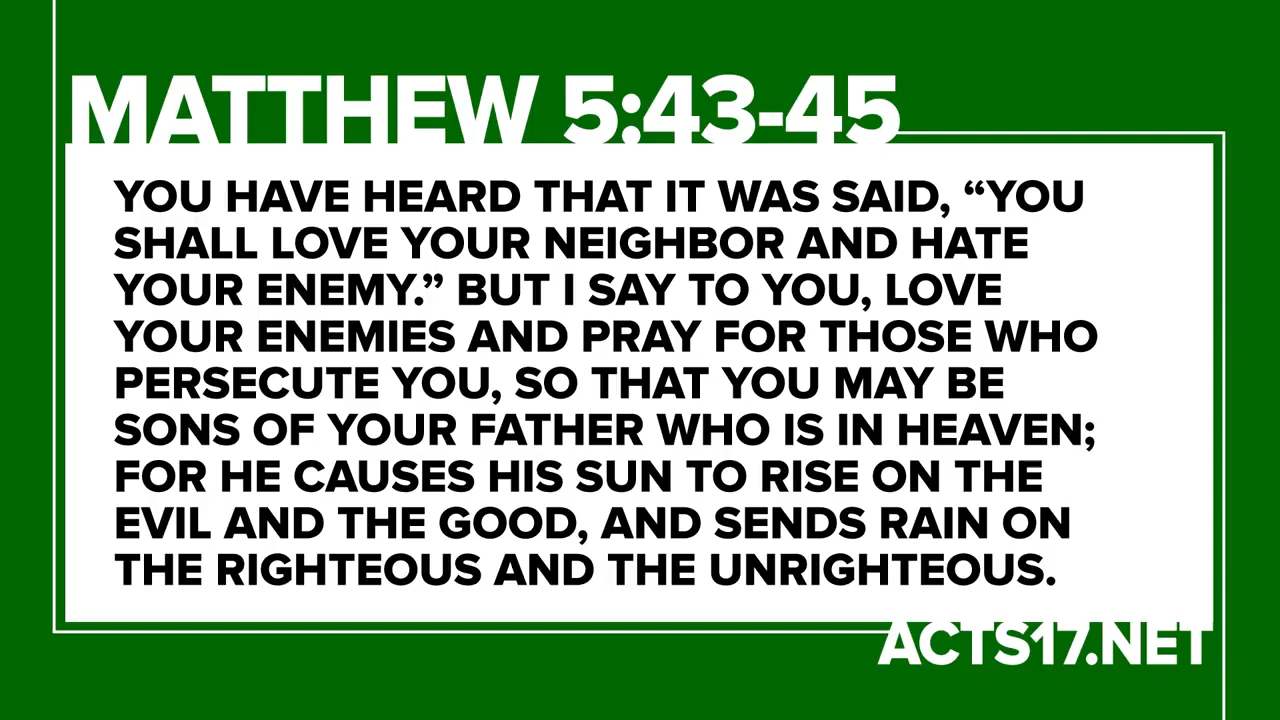 MATTHEW 5:43-45
YOU HAVE HEARD THAT IT WAS SAID, “YOU
SHALL LOVE YOUR NEIGHBOR AND HATE
YOUR ENEMY.” BUT I SAY TO YOU, LOVE
YOUR ENEMIES AND PRAY FOR THOSE WHO
PERSECUTE YOU, SO THAT YOU MAY BE
SONS OF YOUR FATHER WHO IS IN HEAVEN;
FOR HE CAUSES HIS SUN TO RISE ON THE
EVIL AND THE GOOD, AND SENDS RAIN ON
THE RIGHTEOUS AND THE UNRIGHTEOUS.
ACTS17.NET